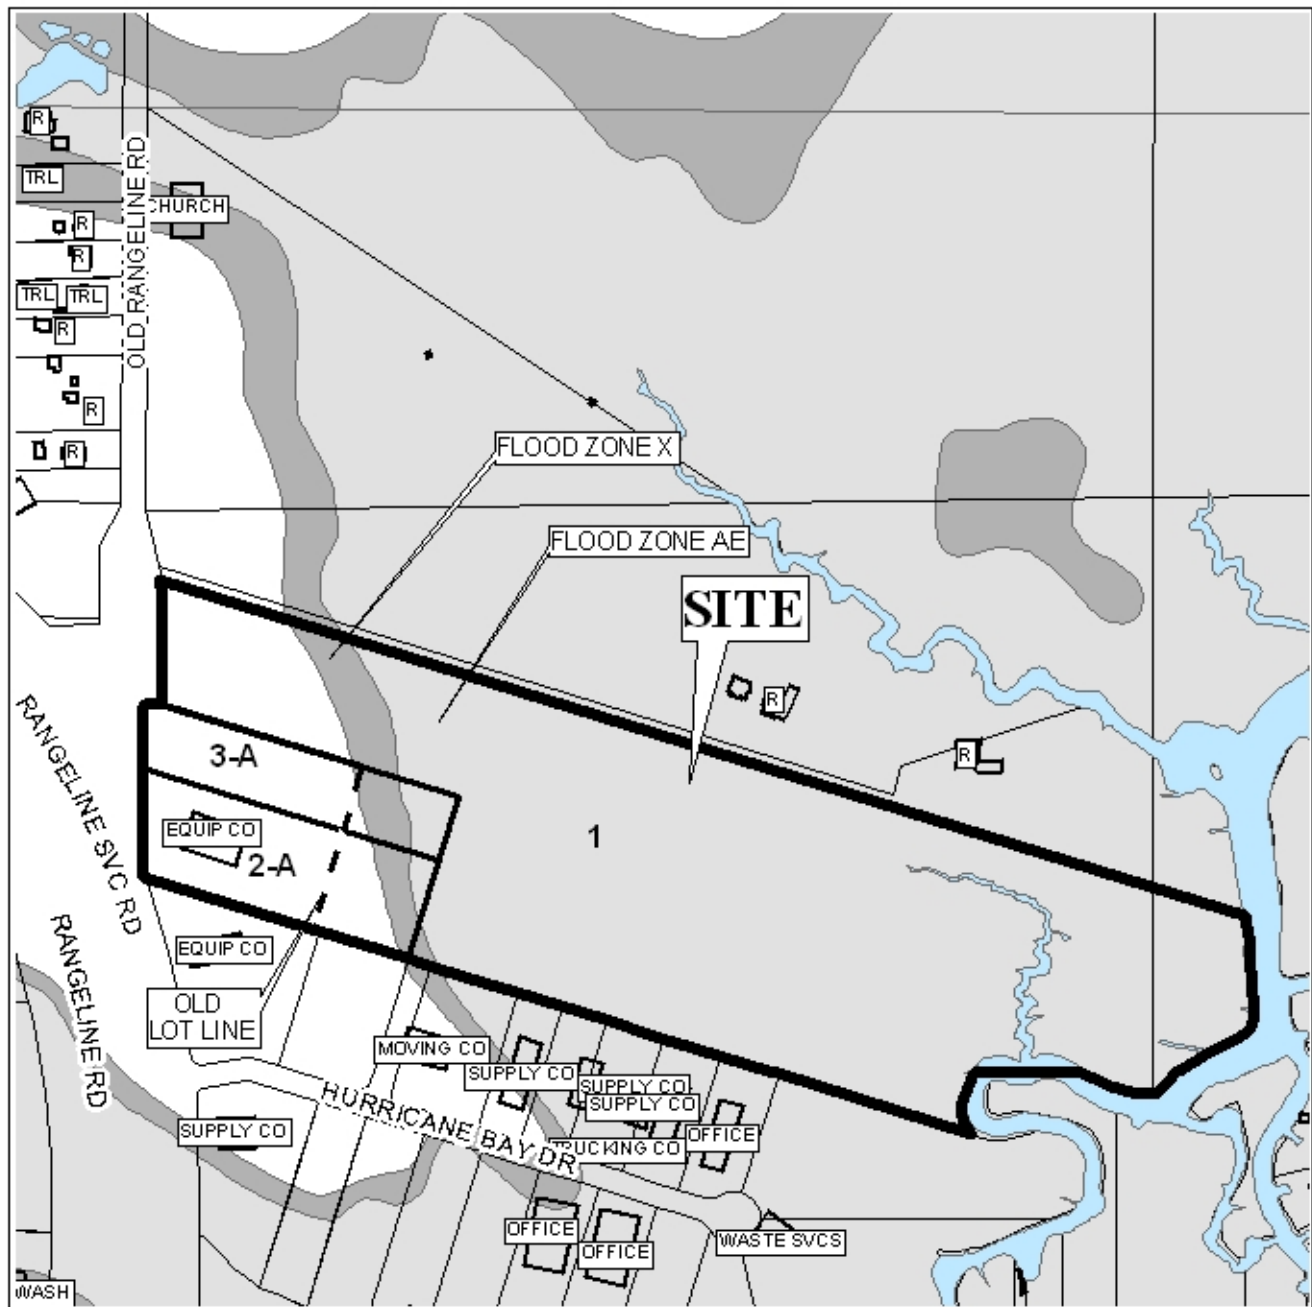 R
TRL
CHURCH
R
R
TRL TRL
R
R
R
OLD RANGELINE RD
FLOOD ZONE X
FLOOD ZONE AE
SITE
R
R
3-A
EQUIP CO
2-A
1
RANGELINE SVC RD
EQUIP CO
OLD
LOT LINE
RANGELINE RD
MOVING CO
SUPPLY CO
SUPPLY CO
SUPPLY CO
HURRICANE BAY DR
SUPPLY CO
TRUCKING CO
OFFICE
OFFICE
OFFICE
WASTE SVCS
WASH